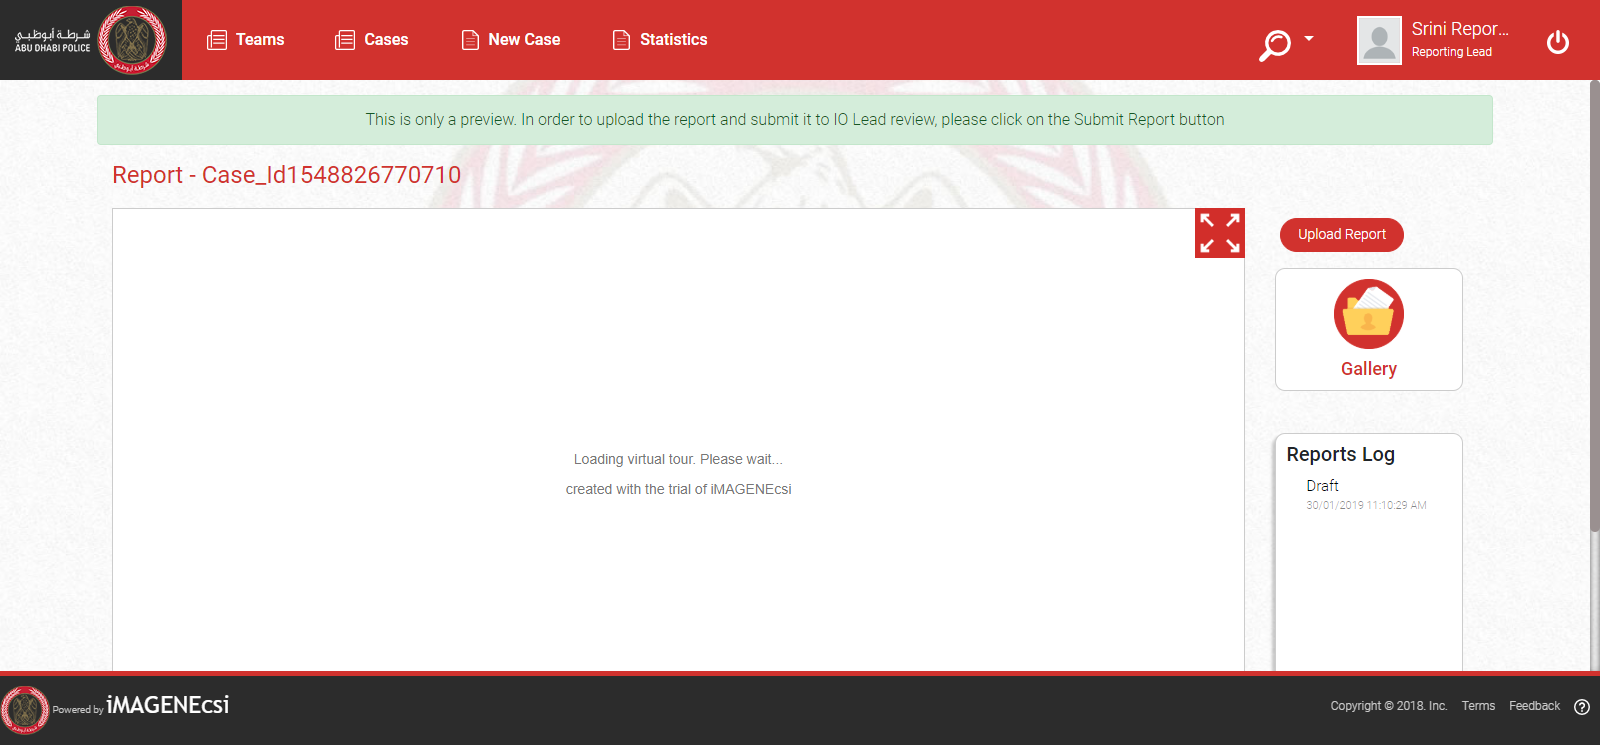 شرطة أبوظبي
ABU DHABI POLICE
Teams
Cases
New Case
Statistics
Srini Repor...
Reporting Lead
This is only a preview. In order to upload the report and submit it to IO Lead review, please click on the Submit Report button
Report - Case_Id1548826770710
Upload Report
Gallery
Loading virtual tour. Please wait...
created with the trial of iMAGENEcsi
Reports Log
Draft
30/01/2019 11:10:29 AM
Powered by iMAGENEcsi
Copyright © 2018. Inc.
Terms
Feedback